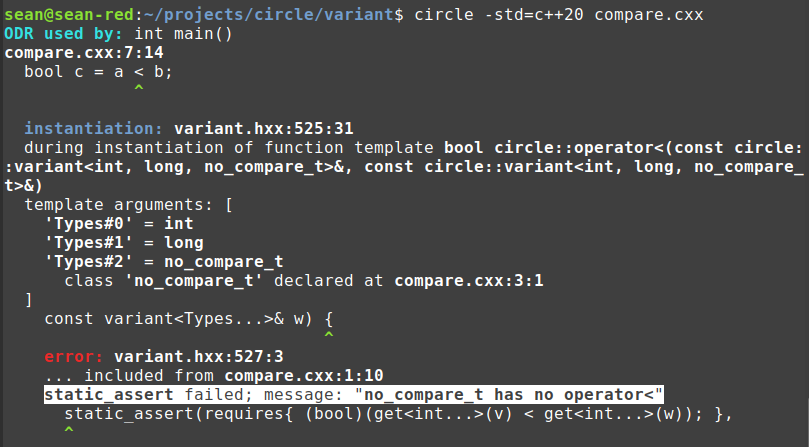 sean@sean-red:~/projects/circle/variant$ circle -std=c++20 compare.cxx
ODR used by: int main()
compare.cxx:7:14
  bool c = a < b;
             ^
  instantiation: variant.hxx:525:31
  during instantiation of function template bool circle::operator<(const circle:
:variant<int, long, no_compare_t>&, const circle::variant<int, long, no_compare_
t>&)
  template arguments: [
    'Types#0' = int
    'Types#1' = long
    'Types#2' = no_compare_t
      class 'no_compare_t' declared at compare.cxx:3:1
  ]
    const variant<Types...>& w) {
                                ^
    error: variant.hxx:527:3
    ... included from compare.cxx:1:10
    static_assert failed; message: "no_compare_t has no operator<"
      static_assert(requires{ (bool)(get<int...>(v) < get<int...>(w)); },
      ^